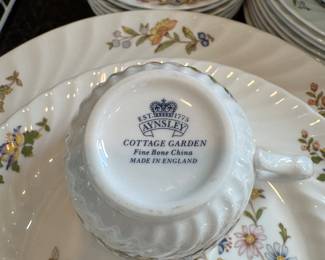 EST. 1775
AYNSLEY
COTTAGE GARDEN
Fine Bone China
MADE IN ENGLAND